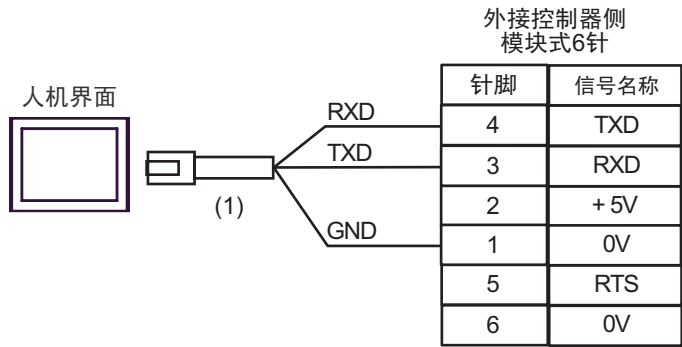 外接控制器侧
模块式6针
人机界面
(1)
RXD
TXD
GND
针脚 信号名称
4 TXD
3 RXD
2 +5V
1 0V
5 RTS
6 0V